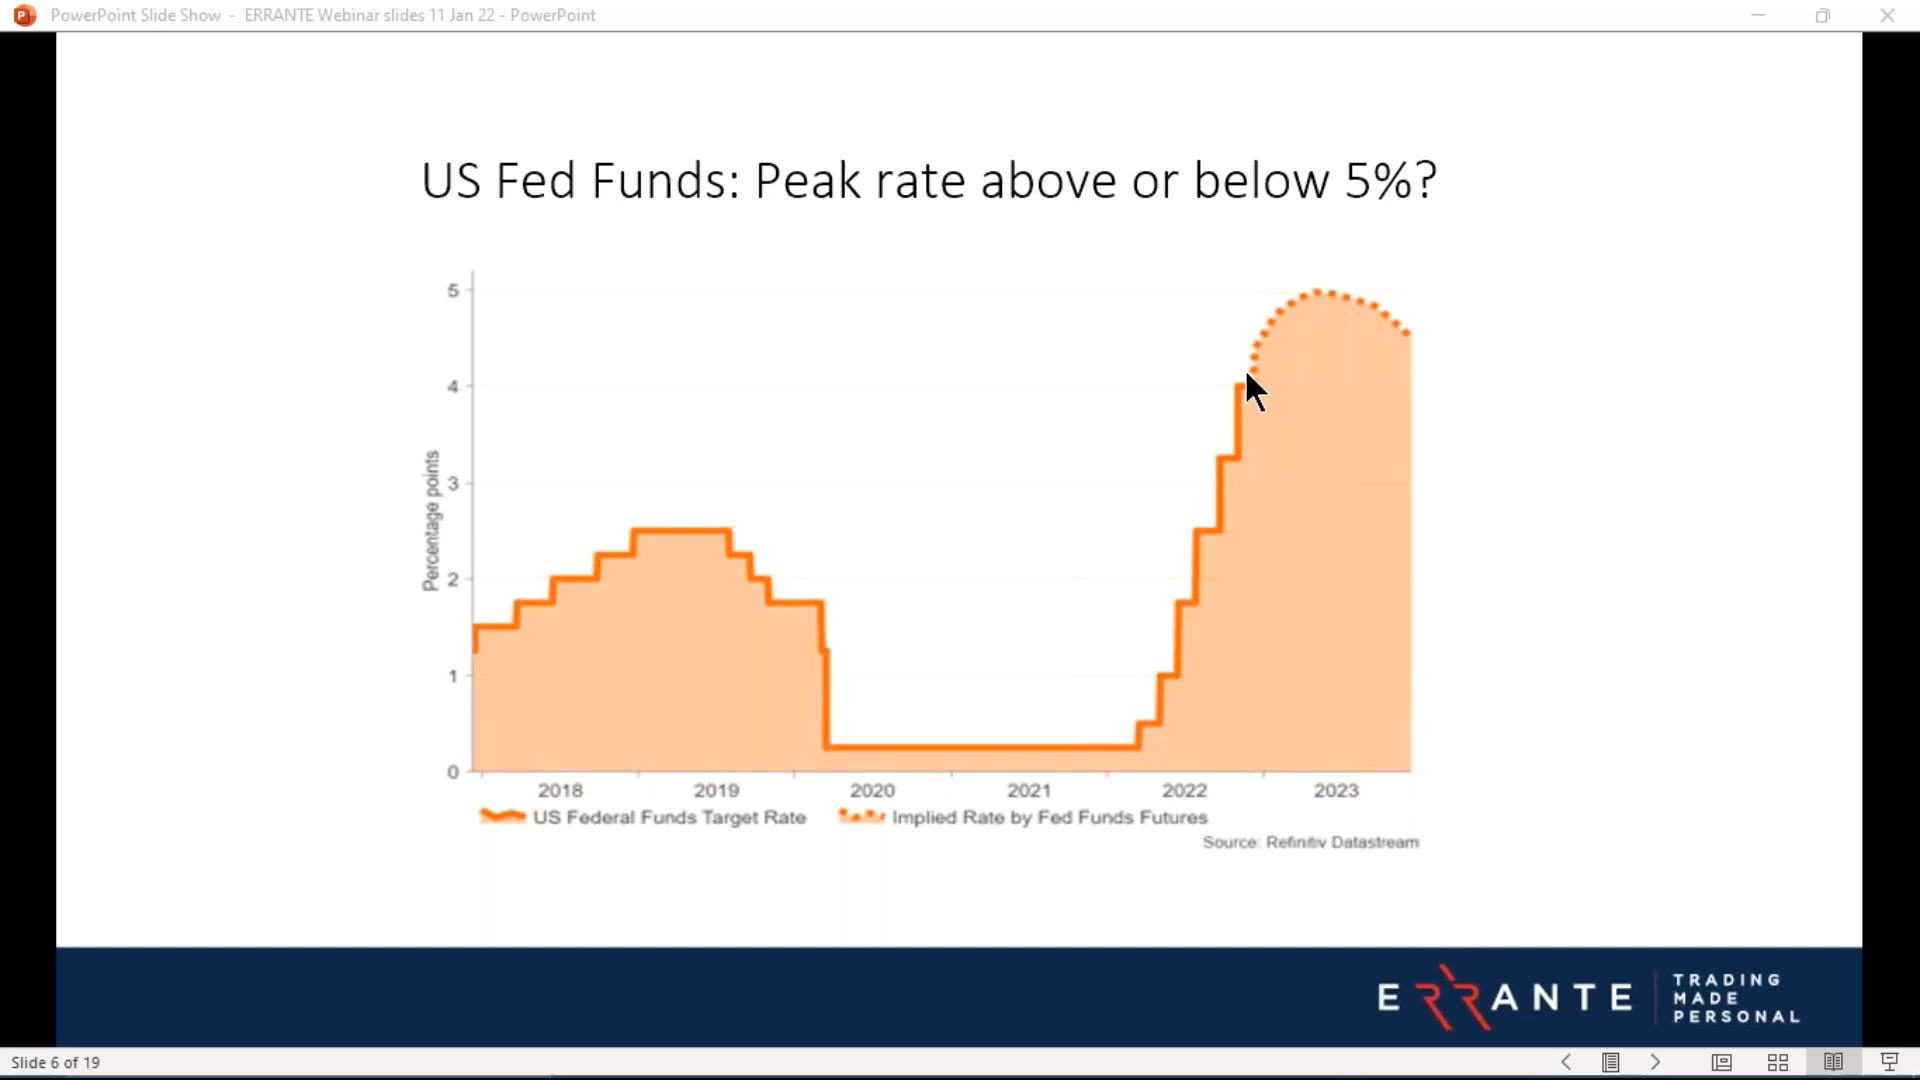 PowerPoint Slide Show - ERRANTE Webinar slides 11 Jan 22 - PowerPoint
US Fed Funds: Peak rate above or below 5%?
5
4
3
2
1
0
Percentage points
2018 2019 2020 2021 2022 2023
US Federal Funds Target Rate Implied Rate by Fed Funds Futures
Source: Refinitiv Datastream
ERRANTE
TRADING
MADE
PERSONAL
Slide 6 of 19